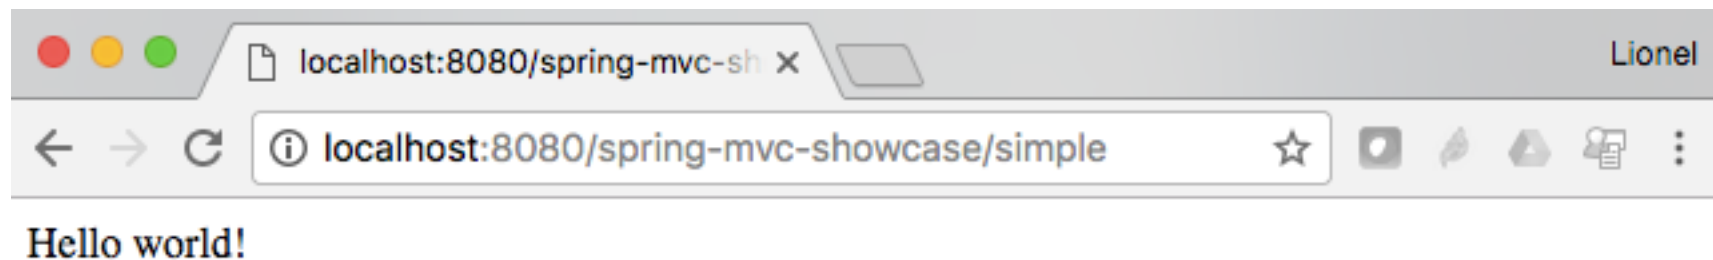 localhost:8080/spring-mvc-sh
Lionel
localhost:8080/spring-mvc-showcase/simple
Hello world!